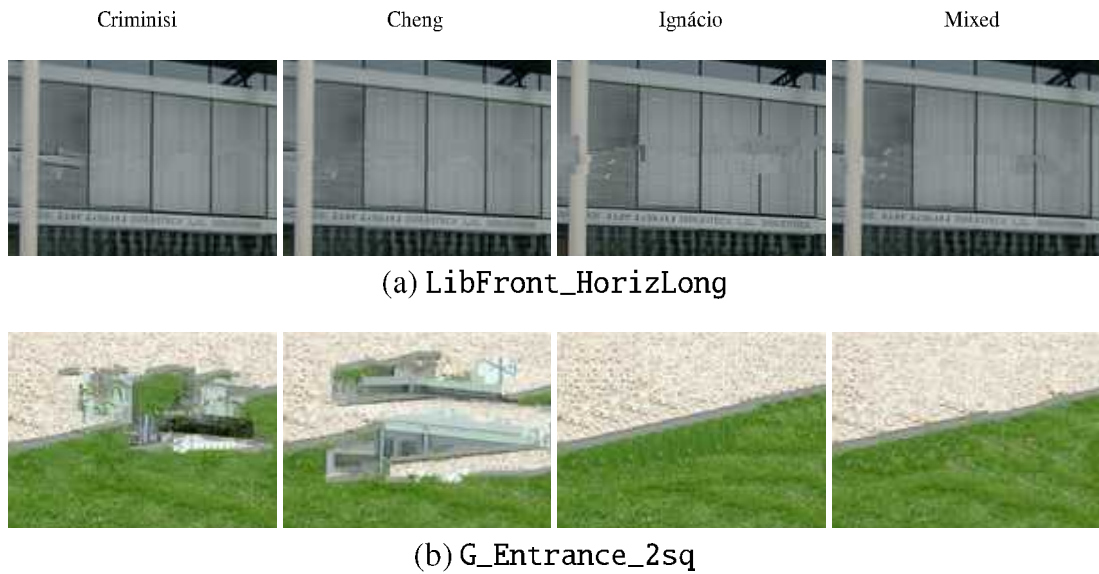 Criminisi Cheng Ignácio Mixed
(a) LibFront_HorizLong
(b) G_Entrance_2sq